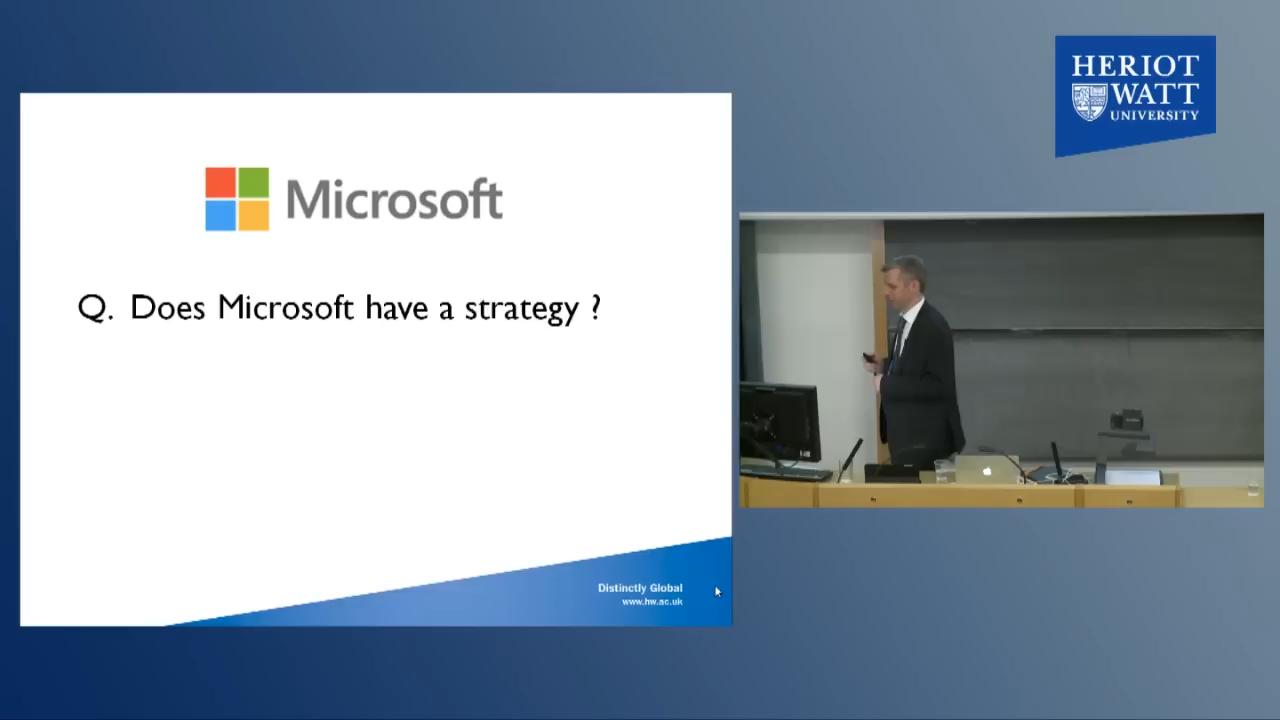 HERIOT
WATT
UNIVERSITY
Microsoft
Q. Does Microsoft have a strategy ?
Distinctly Global
www.hw.ac.uk